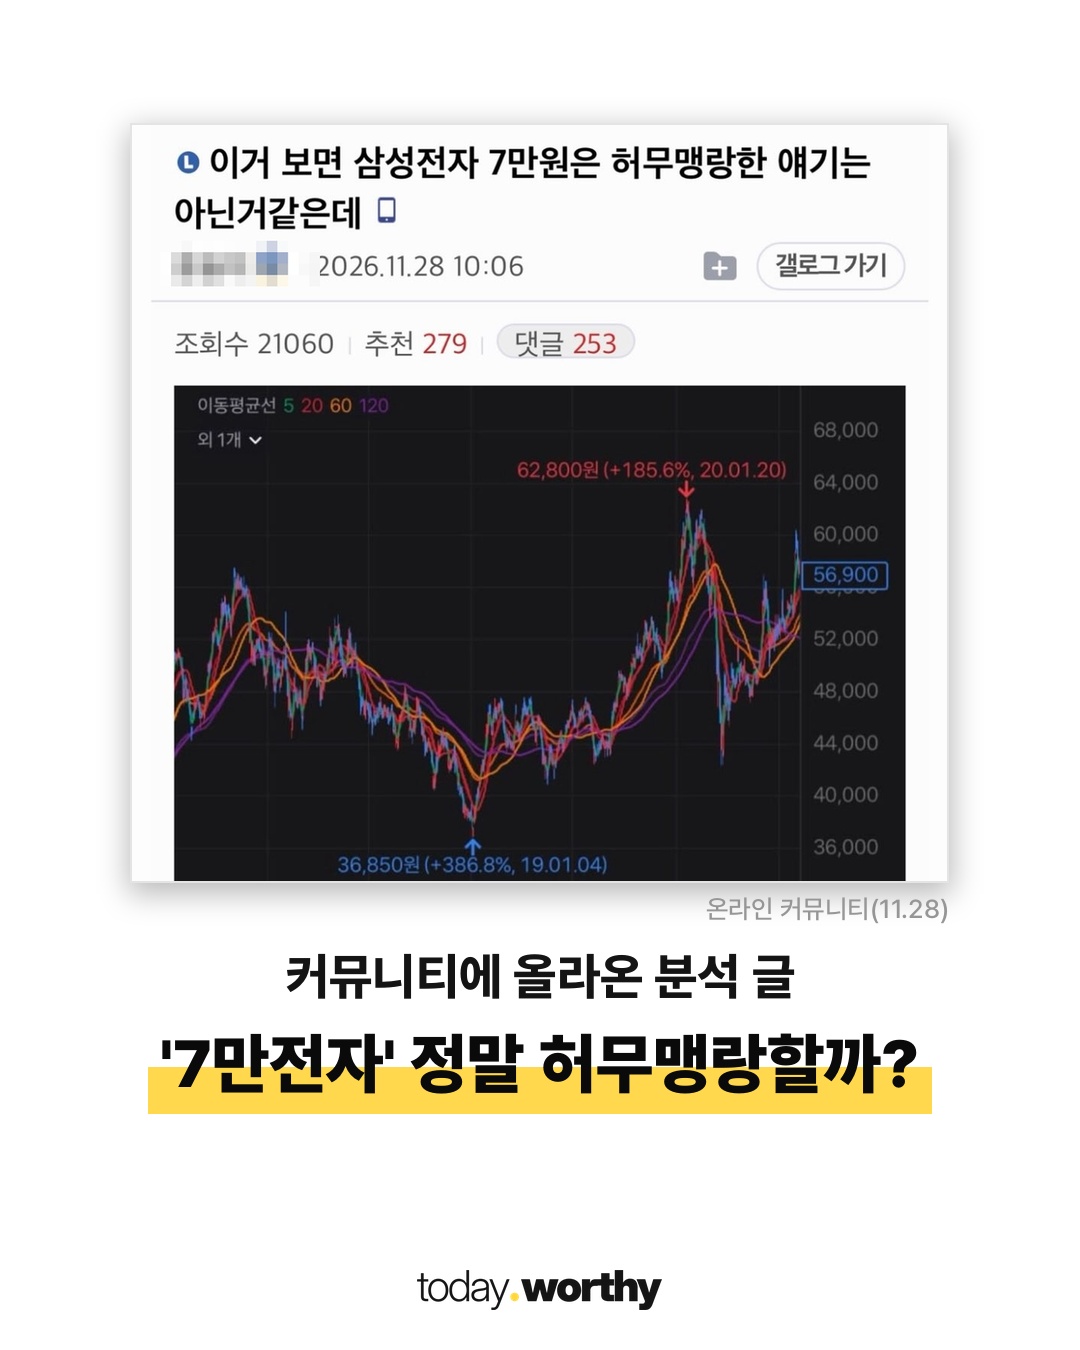 이거 보면 삼성전자 7만원은 허무맹랑한 얘기는
아닌거같은데
2026.11.28 10:06
갤로그 가기
조회수 21060 추천 279 댓글 253
이동평균선 5 20 60 120
외 1개
68,000
62,800원 (+185.6%, 20.01.20)
64,000
60,000
56,900
52,000
48,000
44,000
40,000
36,000
36,850원 (+386.8%, 19.01.04)
온라인 커뮤니티(11.28)
커뮤니티에 올라온 분석 글
'7만전자' 정말 허무맹랑할까?
today.worthy